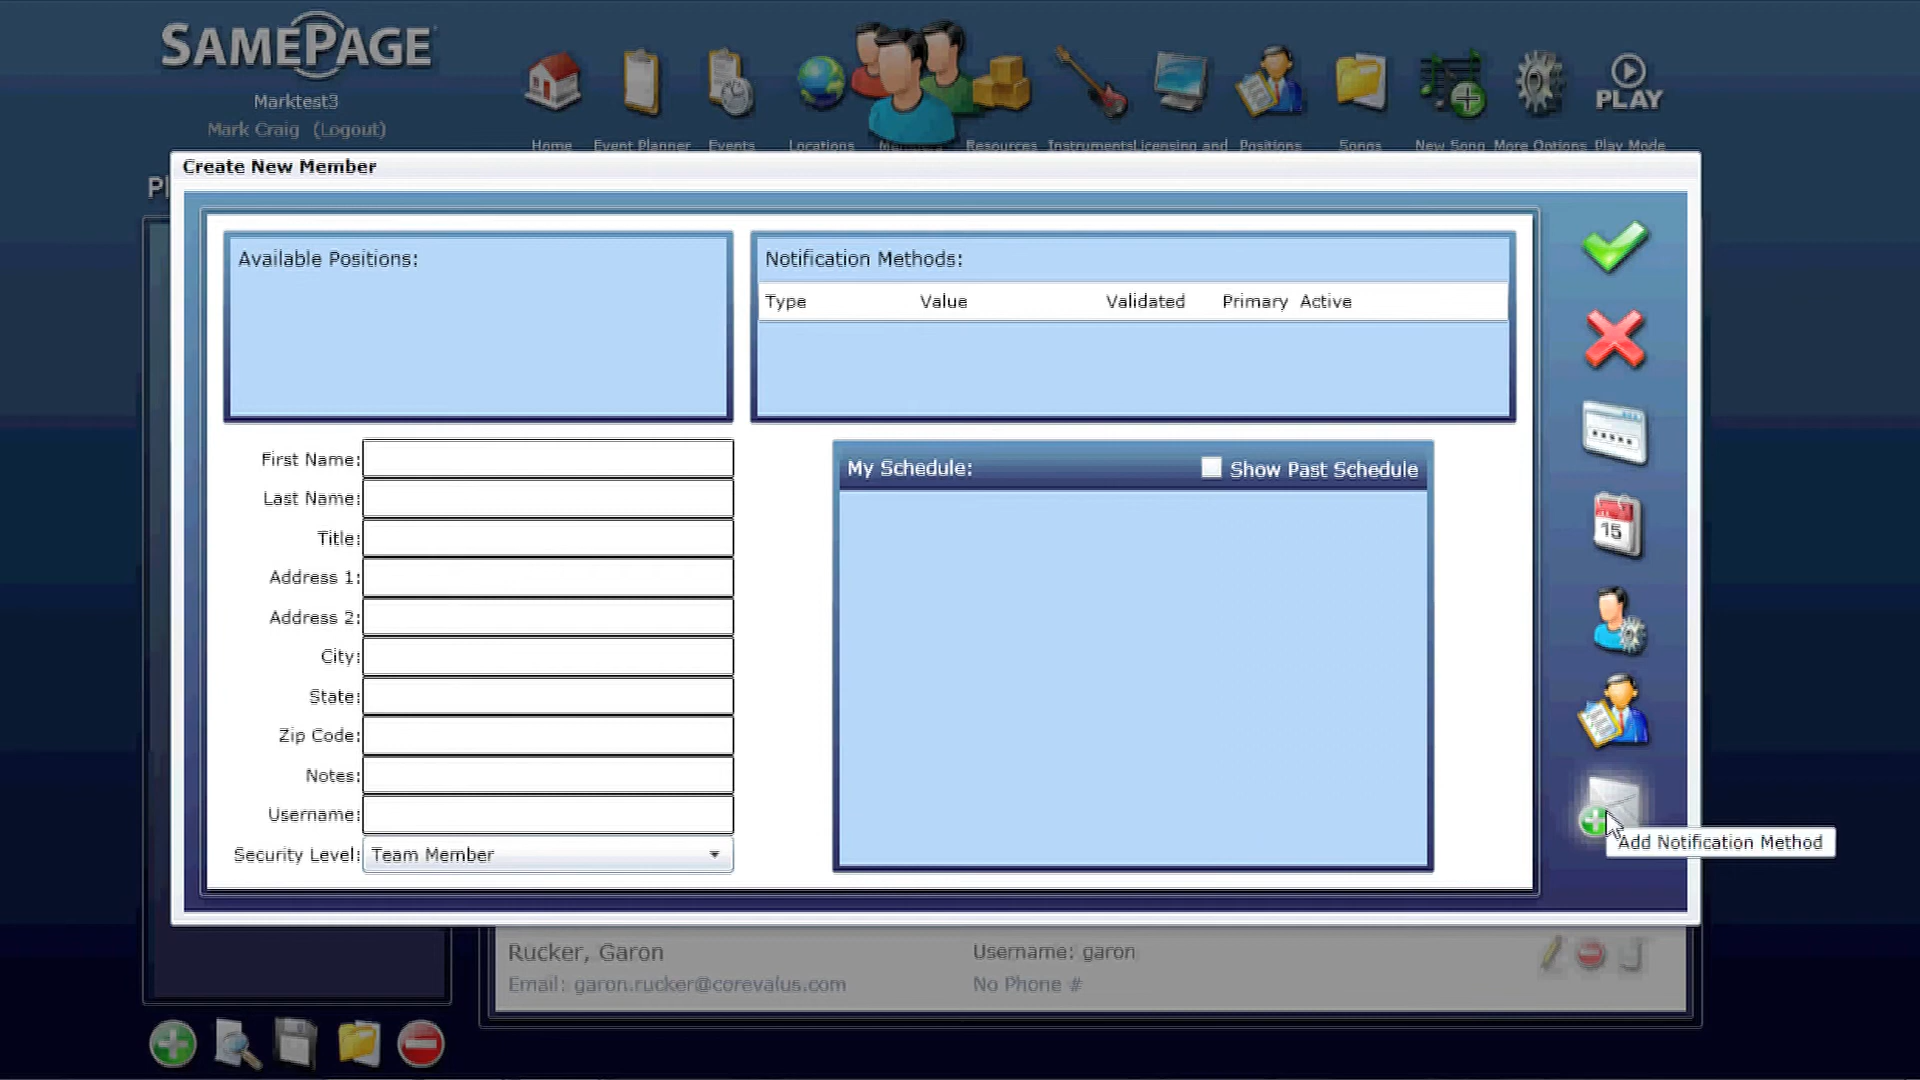 SAMEPAGE
Marktest3
Mark Craig (Logout)
Home Event Planner Events Locations Members Resources Instruments Licensing and Positions Songs New Song More Options Play Mode
PLAY
Pl
Create New Member
Available Positions:
Notification Methods:
Type Value Validated Primary Active
First Name:
Last Name:
Title:
Address 1:
Address 2:
City:
State:
Zip Code:
Notes:
Username:
Security Level: Team Member
My Schedule: Show Past Schedule
15
Add Notification Method
Rucker, Garon Username: garon
Email: garon.rucker@corevalus.com No Phone #